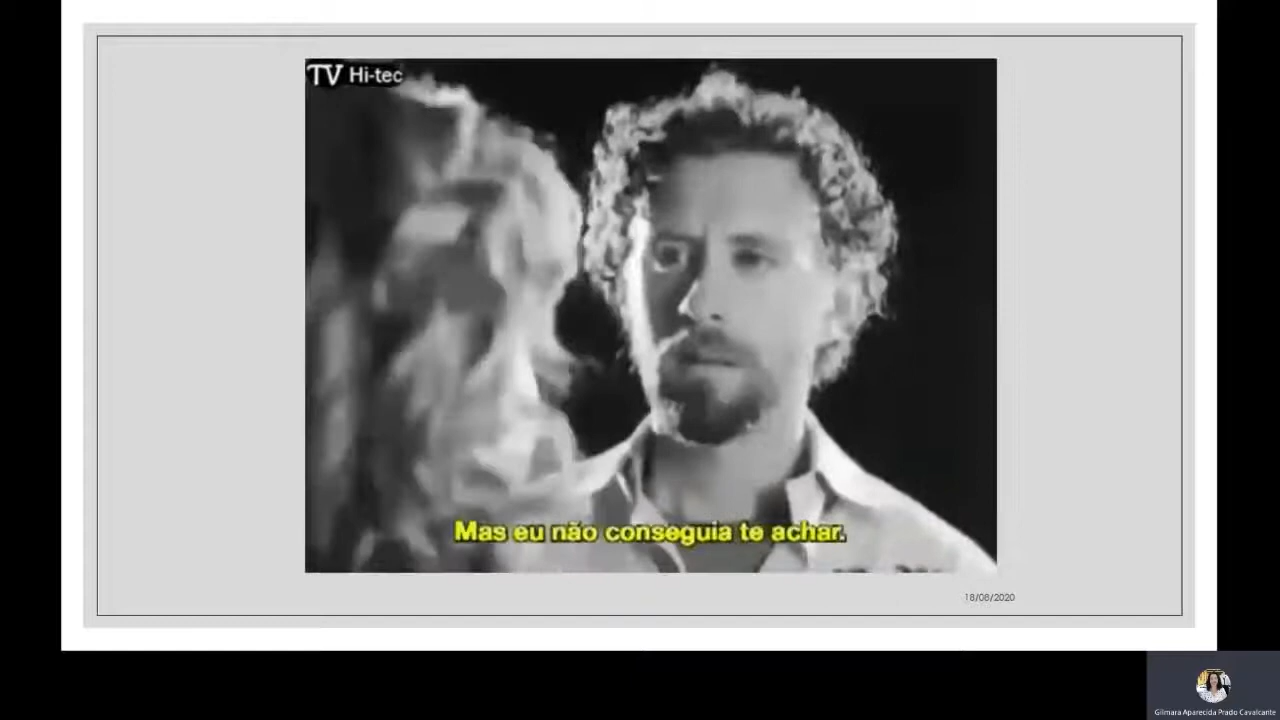 TV Hi-tec
Mas eu não conseguia te achar.
18/08/2020
Gilmara Aparecida Prado Cavalcante